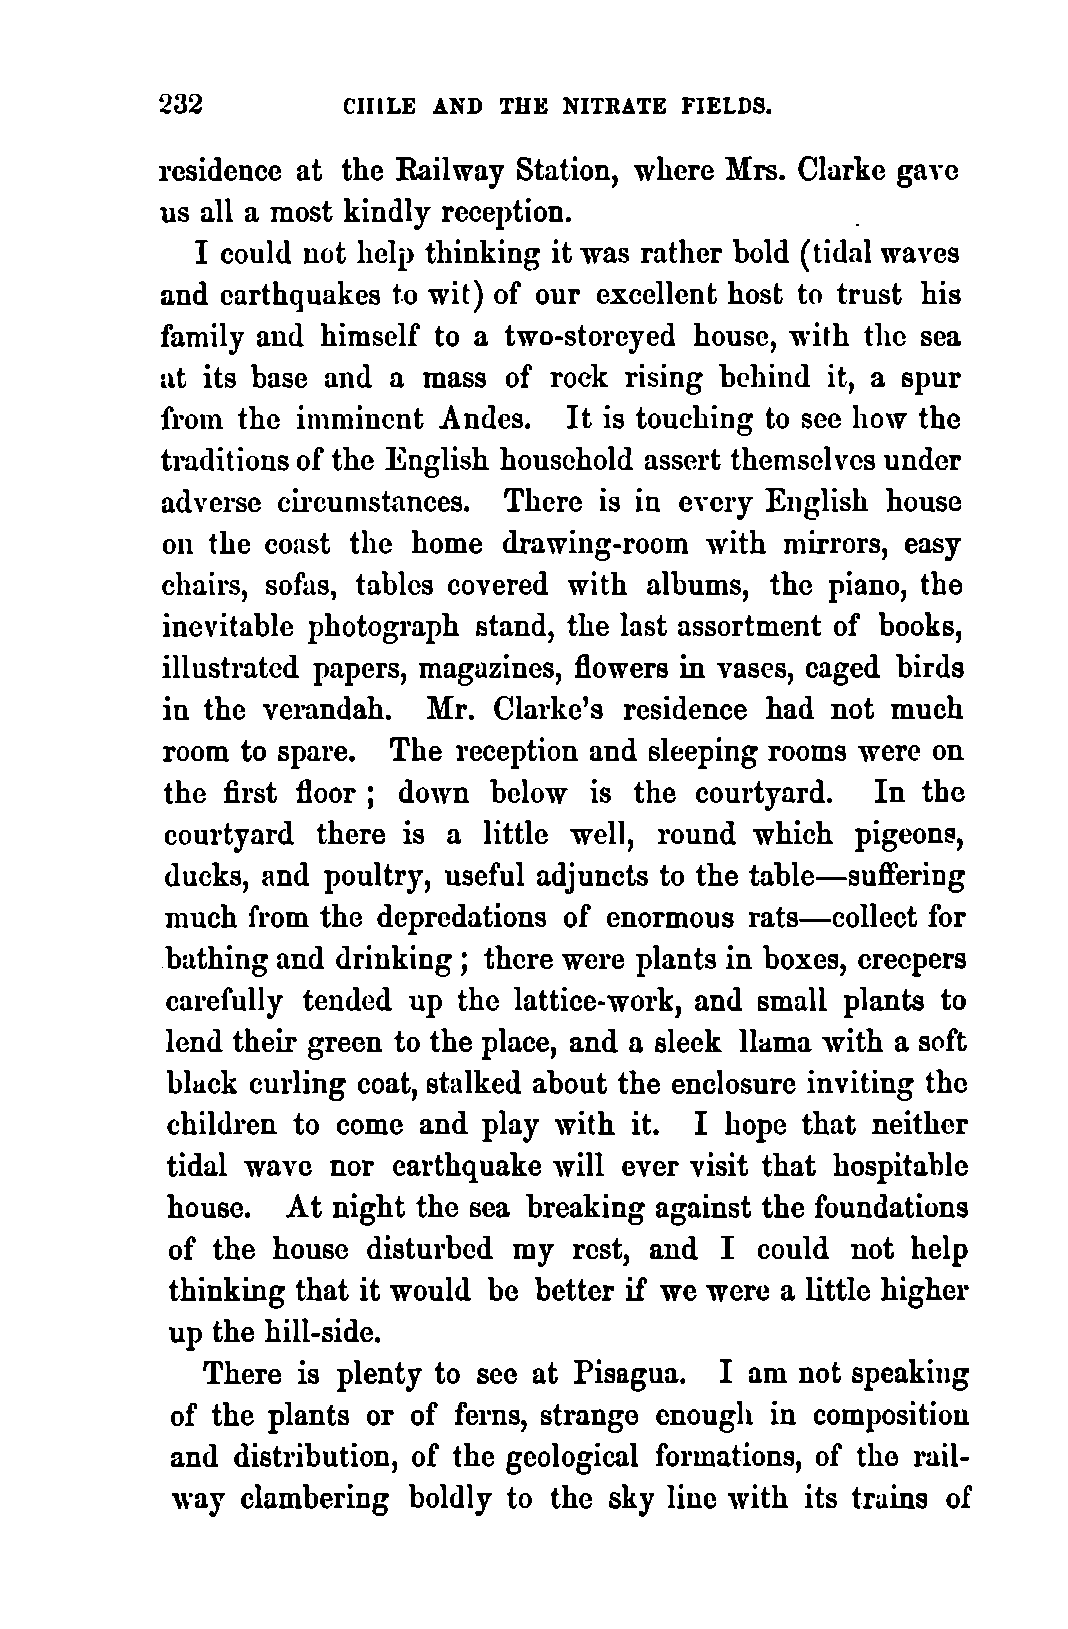 232 CHILE AND THE NITRATE FIELDS.
residence at the Railway Station, where Mrs. Clarke gave
us all a most kindly reception.
I could not help thinking it was rather bold (tidal waves
and earthquakes to wit) of our excellent host to trust his
family and himself to a two-storeyed house, with the sea
at its base and a mass of rock rising behind it, a spur
from the imminent Andes. It is touching to see how the
traditions of the English household assert themselves under
adverse circumstances. There is in every English house
on the coast the home drawing-room with mirrors, easy
chairs, sofas, tables covered with albums, the piano, the
inevitable photograph stand, the last assortment of books,
illustrated papers, magazines, flowers in vases, caged birds
in the verandah. Mr. Clarke's residence had not much
room to spare. The reception and sleeping rooms were on
the first floor ; down below is the courtyard. In the
courtyard there is a little well, round which pigeons,
ducks, and poultry, useful adjuncts to the table—suffering
much from the depredations of enormous rats—collect for
bathing and drinking ; there were plants in boxes, creepers
carefully tended up the lattice-work, and small plants to
lend their green to the place, and a sleek llama with a soft
black curling coat, stalked about the enclosure inviting the
children to come and play with it. I hope that neither
tidal wave nor earthquake will ever visit that hospitable
house. At night the sea breaking against the foundations
of the house disturbed my rest, and I could not help
thinking that it would be better if we were a little higher
up the hill-side.
There is plenty to see at Pisagua. I am not speaking
of the plants or of ferns, strange enough in composition
and distribution, of the geological formations, of the rail-
way clambering boldly to the sky line with its trains of